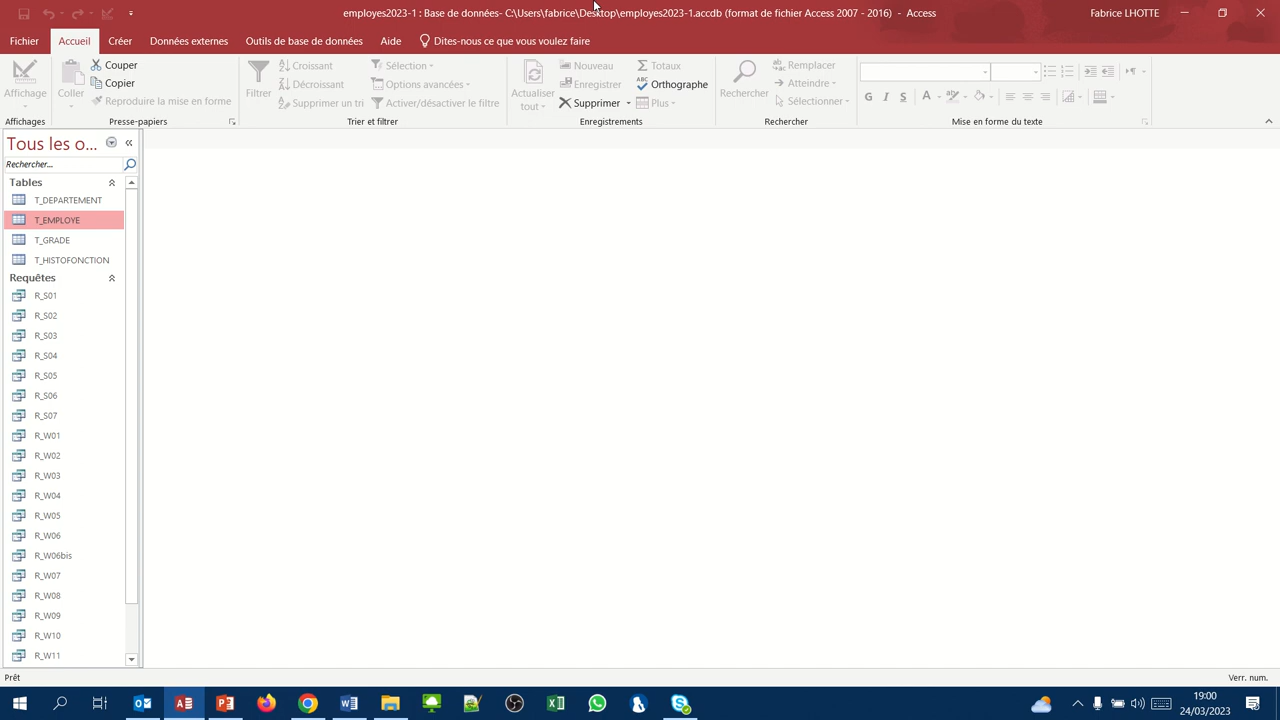 employes2023-1 : Base de données- C:\Users\fabrice\Desktop\employes2023-1.accdb (format de fichier Access 2007 - 2016) - Access
Fabrice LHOTTE
Fichier Accueil Créer Données externes Outils de base de données Aide Dites-nous ce que vous voulez faire
Affichage
Affichages
Coller
Couper
Copier
Reproduire la mise en forme
Presse-papiers
Filtrer
Croissant
Décroissant
Supprimer un tri
Sélection
Options avancées
Activer/désactiver le filtre
Trier et filtrer
Actualiser
tout
Nouveau
Enregistrer
Supprimer
Totaux
Orthographe
Plus
Enregistrements
Rechercher
Remplacer
Atteindre
Sélectionner
Rechercher
G I S A
Mise en forme du texte
Tous les o...
Rechercher...
Tables
T_DEPARTEMENT
T_EMPLOYE
T_GRADE
T_HISTOFONCTION
Requêtes
R_S01
R_S02
R_S03
R_S04
R_S05
R_S06
R_S07
R_W01
R_W02
R_W03
R_W04
R_W05
R_W06
R_W06bis
R_W07
R_W08
R_W09
R_W10
R_W11
Prêt
Verr. num.
19:00
24/03/2023